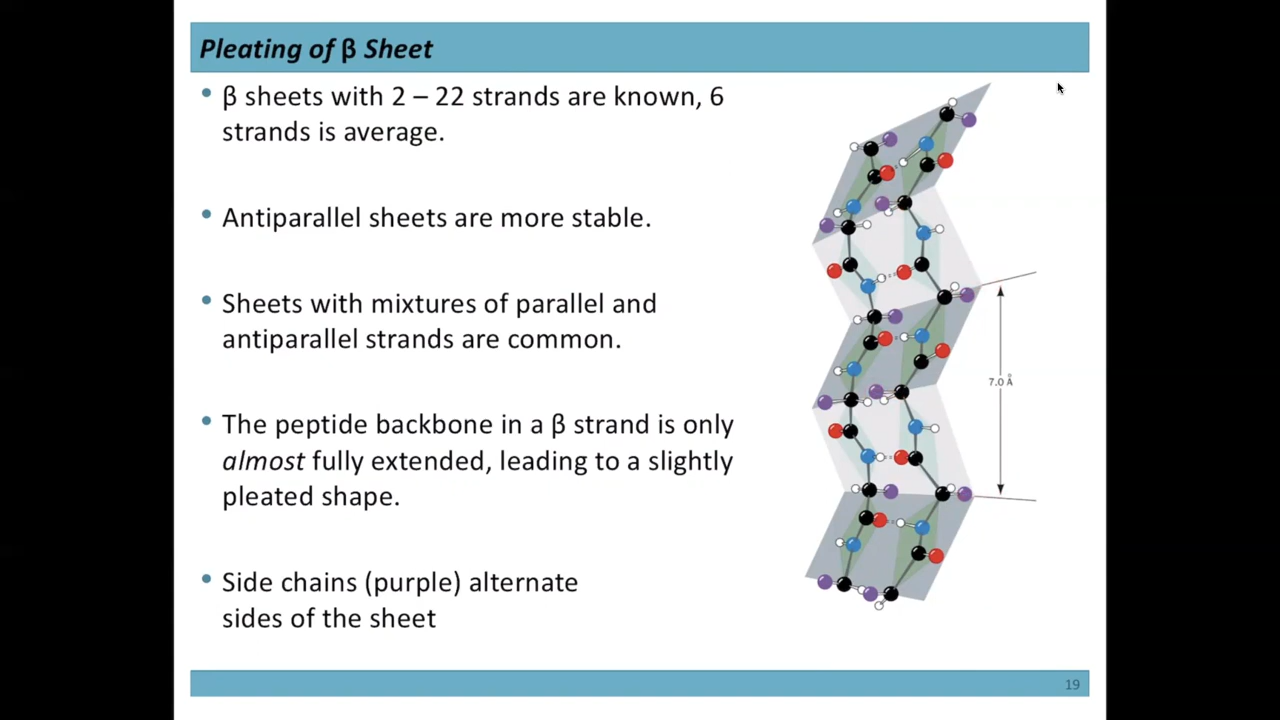 Pleating of β Sheet
• β sheets with 2 – 22 strands are known, 6
strands is average.
• Antiparallel sheets are more stable.
• Sheets with mixtures of parallel and
antiparallel strands are common.
• The peptide backbone in a β strand is only
almost fully extended, leading to a slightly
pleated shape.
• Side chains (purple) alternate
sides of the sheet
7.0 Å
19